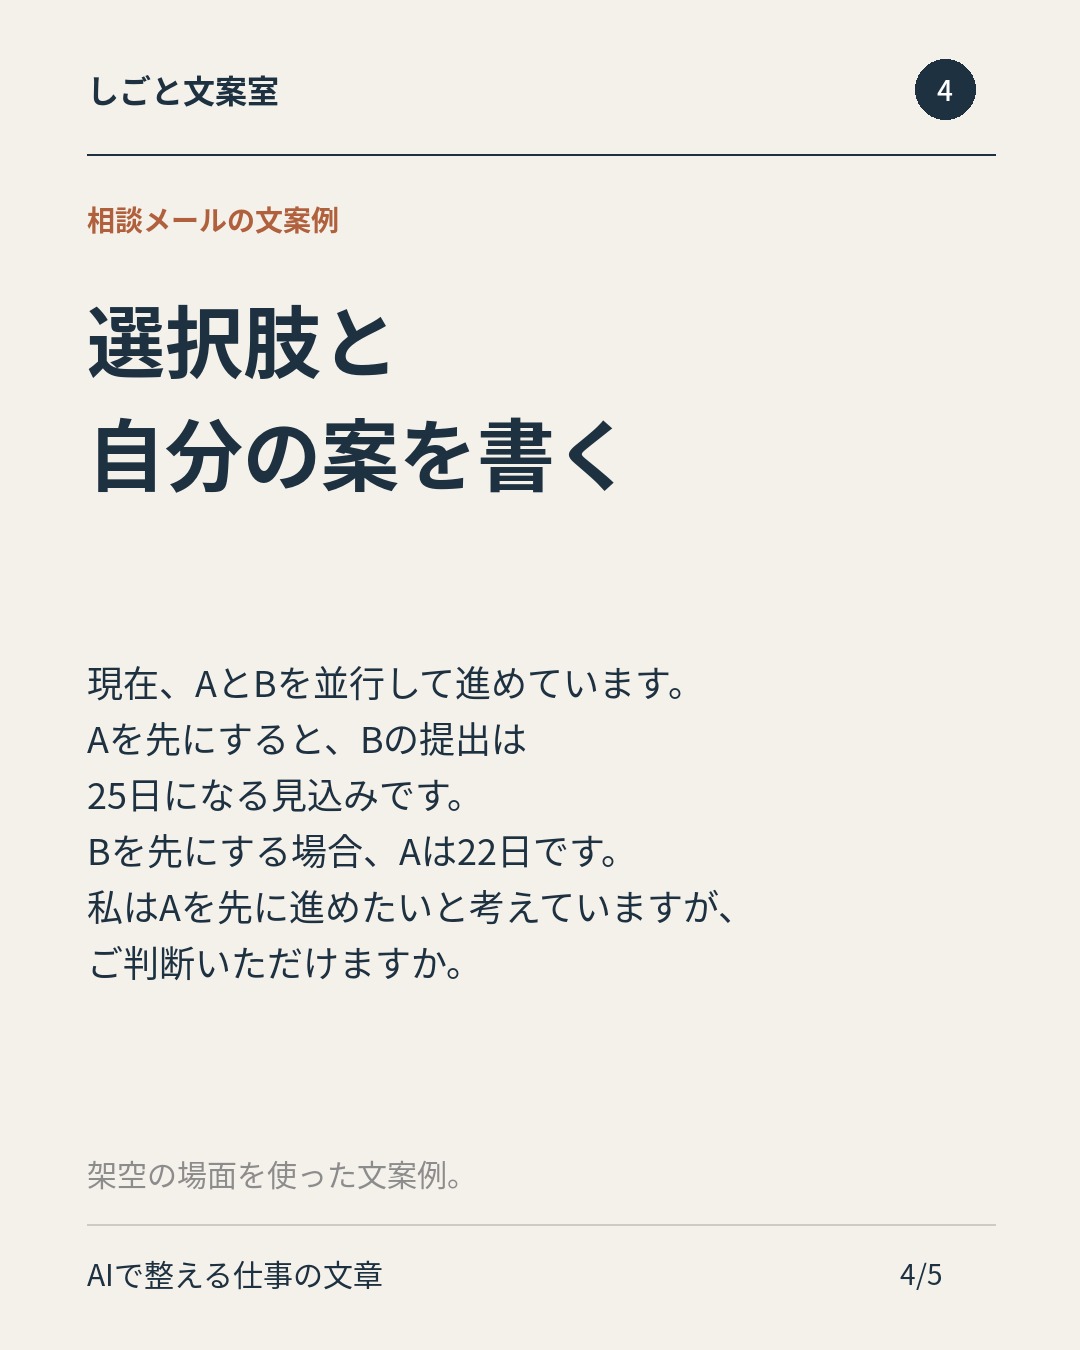 しごと文案室
4
相談メールの文案例
選択肢と
自分の案を書く
現在、AとBを並行して進めています。
Aを先にすると、Bの提出は
25日になる見込みです。
Bを先にする場合、Aは22日です。
私はAを先に進めたいと考えていますが、
ご判断いただけますか。
架空の場面を使った文案例。
AIで整える仕事の文章
4/5